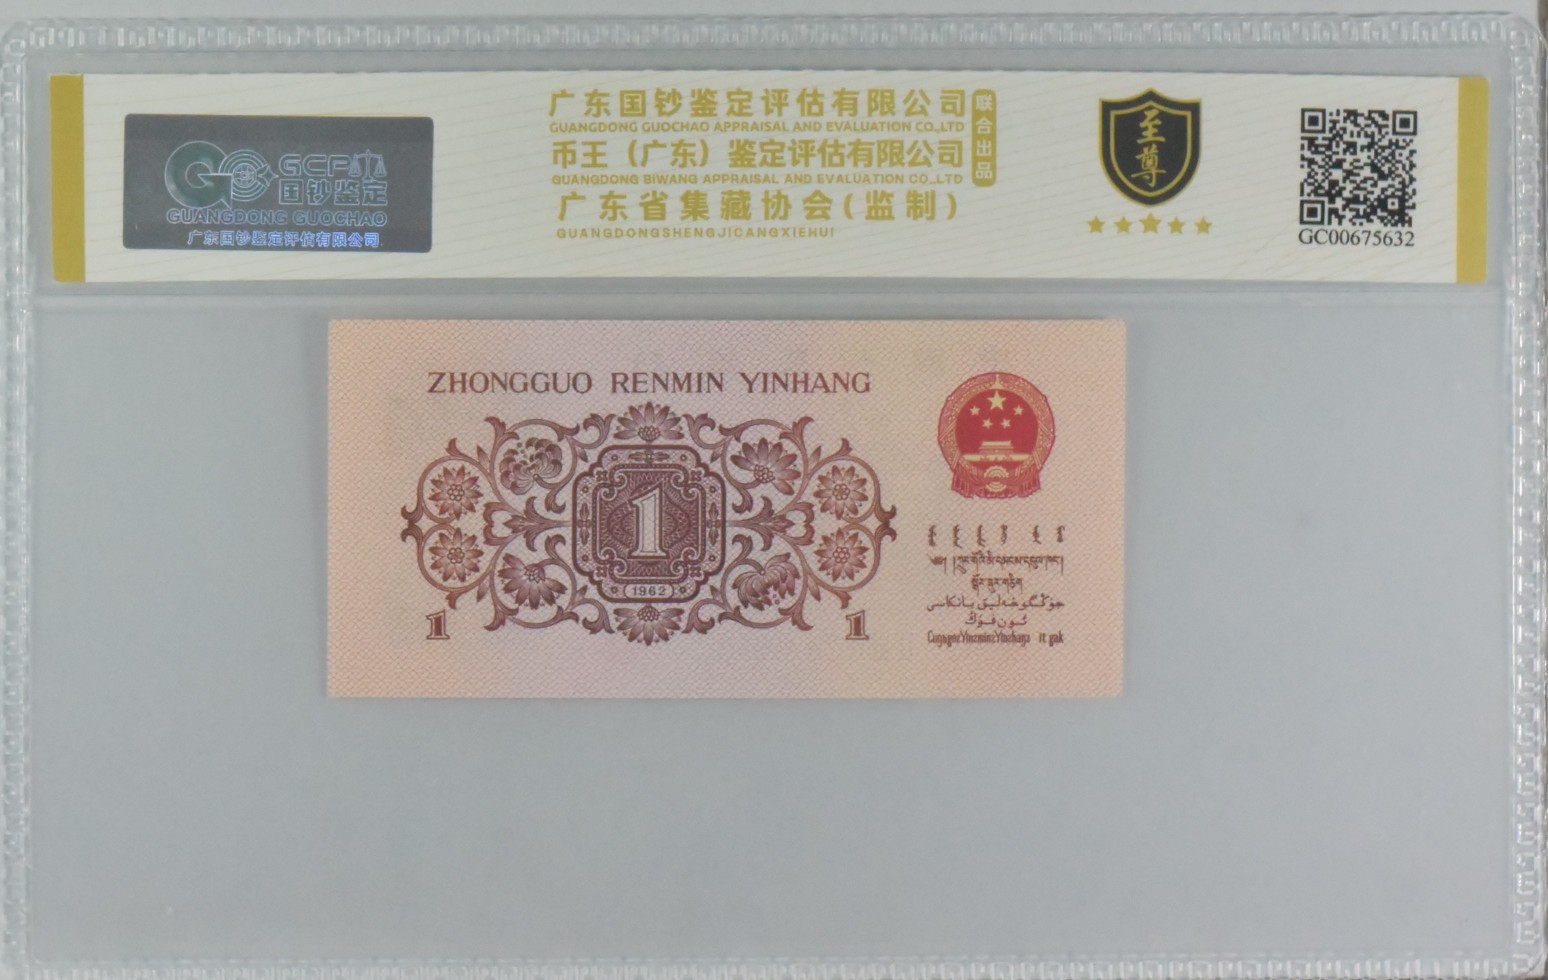 GCP
国钞鉴定
GUANGDONG GUOCHAO
广东国钞鉴定评估有限公司
广东国钞鉴定评估有限公司
GUANGDONG GUOCHAO APPRAISAL AND EVALUATION CO.,LTD
币王（广东）鉴定评估有限公司
GUANGDONG BIWANG APPRAISAL AND EVALUATION CO.,LTD
联合出品
广东省集藏协会(监制)
GUANGDONGSHENGJICANGXIEHUI
至尊
GC00675632
ZHONGGUO RENMIN YINHANG
1
1962
1
1